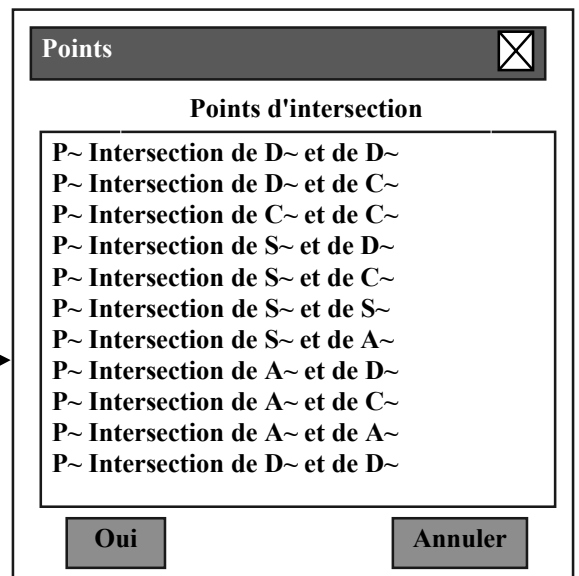 Points
Points d'intersection
P~ Intersection de D~ et de D~
P~ Intersection de D~ et de C~
P~ Intersection de C~ et de C~
P~ Intersection de S~ et de D~
P~ Intersection de S~ et de C~
P~ Intersection de S~ et de S~
P~ Intersection de S~ et de A~
P~ Intersection de A~ et de D~
P~ Intersection de A~ et de C~
P~ Intersection de A~ et de A~
P~ Intersection de D~ et de D~
Oui Annuler